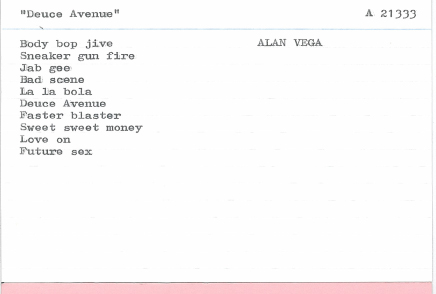 "Deuce Avenue" A 21333
Body bop jive ALAN VEGA
Sneaker gun fire
Jab gee
Bad scene
La la bola
Deuce Avenue
Faster blaster
Sweet sweet money
Love on
Future sex